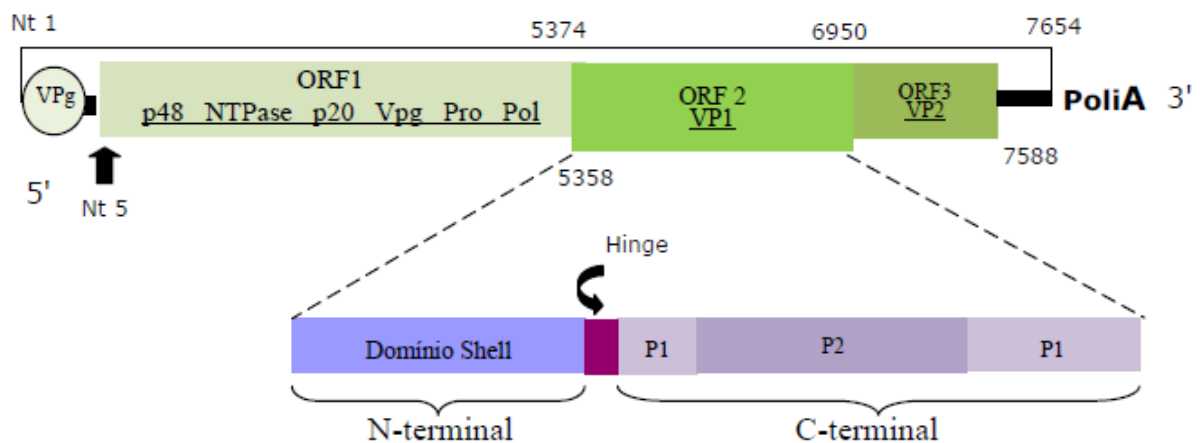 Nt 1
5374
6950
7654
VPg
ORF1
p48 NTPase p20 Vpg Pro Pol
ORF 2
VP1
ORF3
VP2
PoliA 3'
5'
Nt 5
5358
7588
Hinge
Domínio Shell
P1
P2
P1
N-terminal
C-terminal